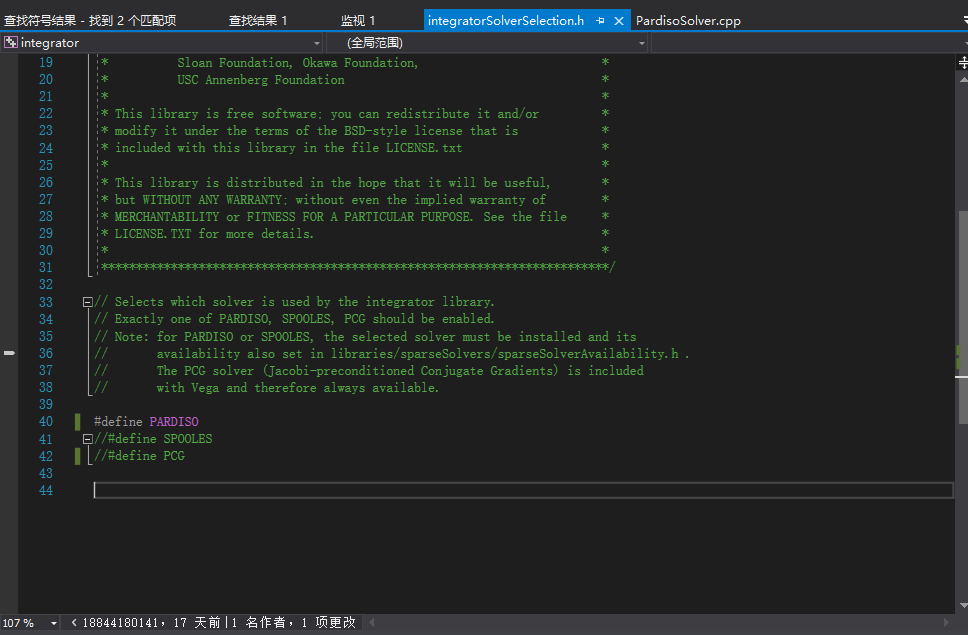 查找符号结果 - 找到 2 个匹配项 查找结果 1 监视 1 integratorSolverSelection.h PardisoSolver.cpp
integrator (全局范围)
19 * Sloan Foundation, Okawa Foundation, *
20 * USC Annenberg Foundation *
21 * *
22 * This library is free software; you can redistribute it and/or *
23 * modify it under the terms of the BSD-style license that is *
24 * included with this library in the file LICENSE.txt *
25 * *
26 * This library is distributed in the hope that it will be useful, *
27 * but WITHOUT ANY WARRANTY; without even the implied warranty of *
28 * MERCHANTABILITY or FITNESS FOR A PARTICULAR PURPOSE. See the file *
29 * LICENSE.TXT for more details. *
30 * *
31 *************************************************************************/
32
33 // Selects which solver is used by the integrator library.
34 // Exactly one of PARDISO, SPOOLES, PCG should be enabled.
35 // Note: for PARDISO or SPOOLES, the selected solver must be installed and its
36 // availability also set in libraries/sparseSolvers/sparseSolverAvailability.h .
37 // The PCG solver (Jacobi-preconditioned Conjugate Gradients) is included
38 // with Vega and therefore always available.
39
40 #define PARDISO
41 //#define SPOOLES
42 //#define PCG
43
44
107 % 18844180141, 17 天前 | 1 名作者, 1 项更改